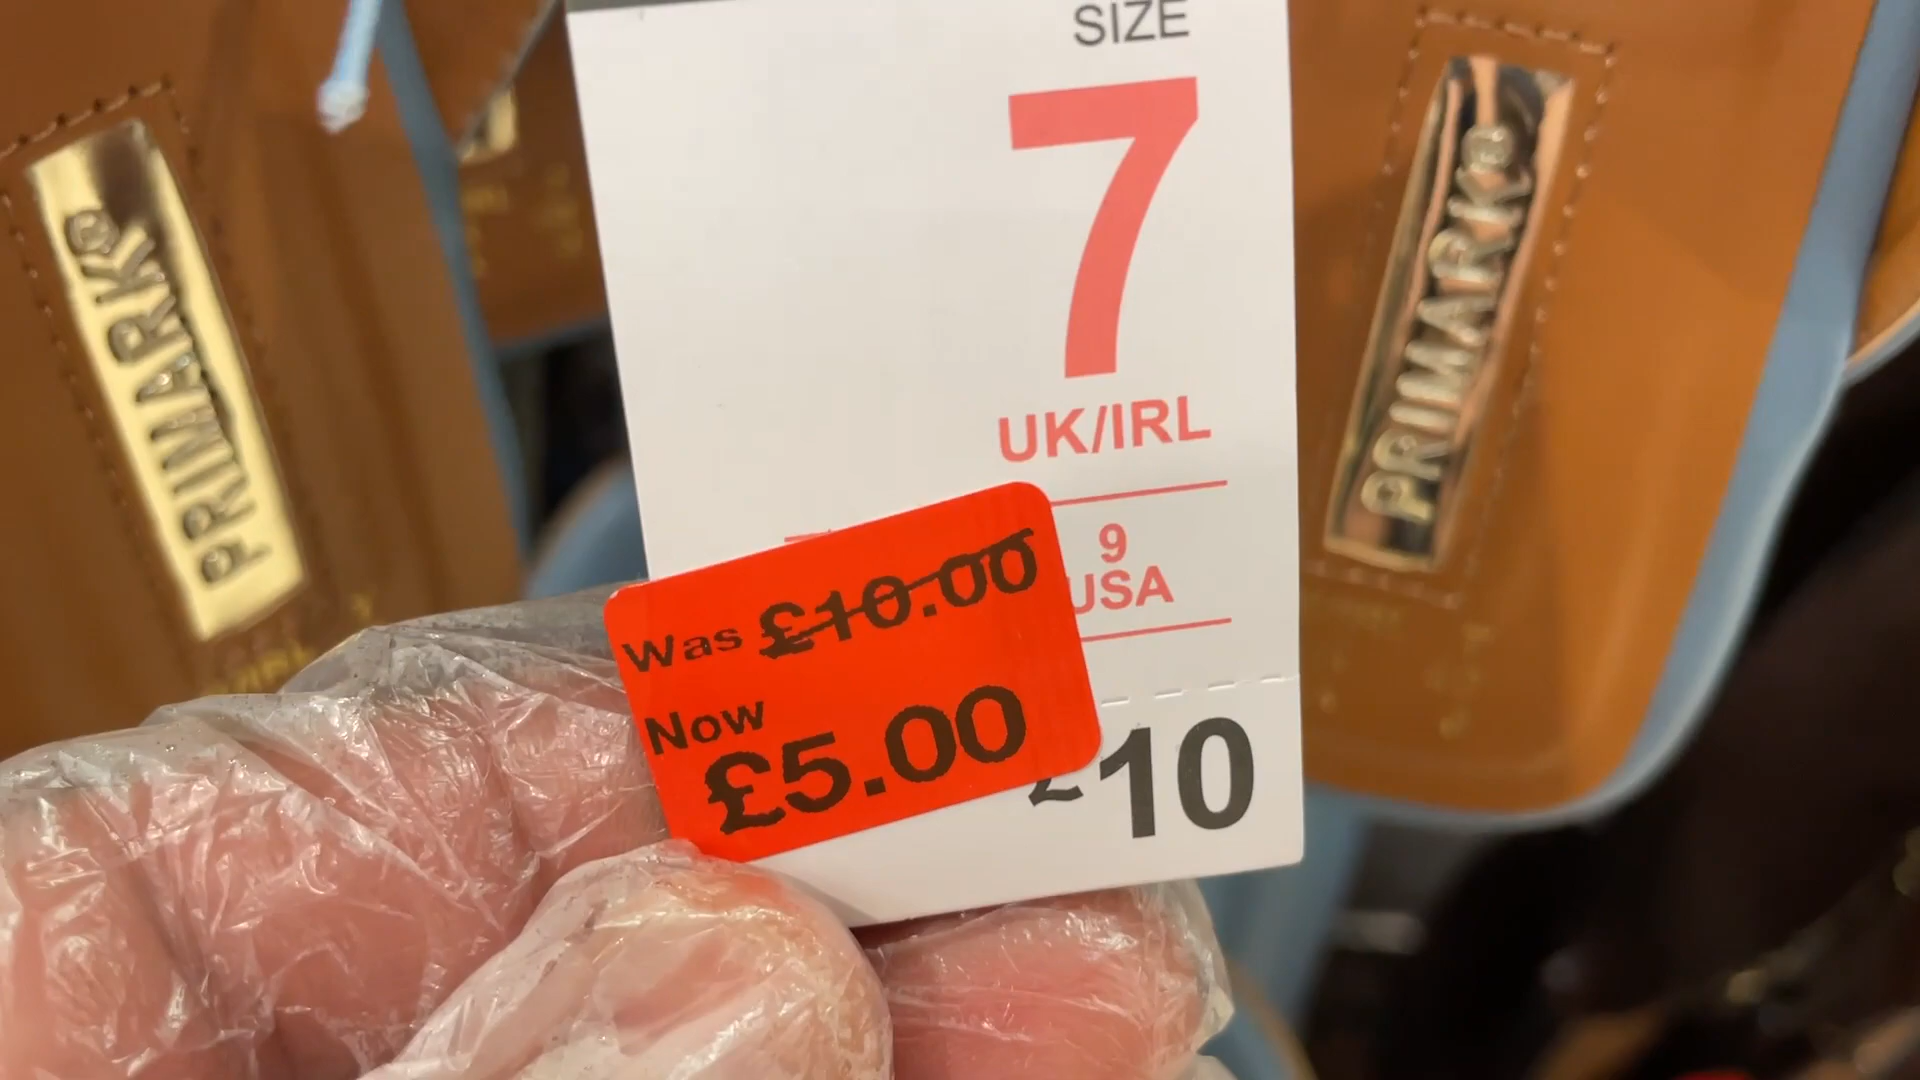 SIZE
7
UK/IRL
9
USA
Was £10.00
Now
£5.00
£10
PRIMARK®
PRIMARK®